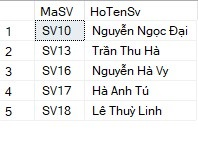 MaSV HoTenSv
1 SV10 Nguyễn Ngọc Đại
2 SV13 Trần Thu Hà
3 SV16 Nguyễn Hà Vy
4 SV17 Hà Anh Tú
5 SV18 Lê Thuỳ Linh